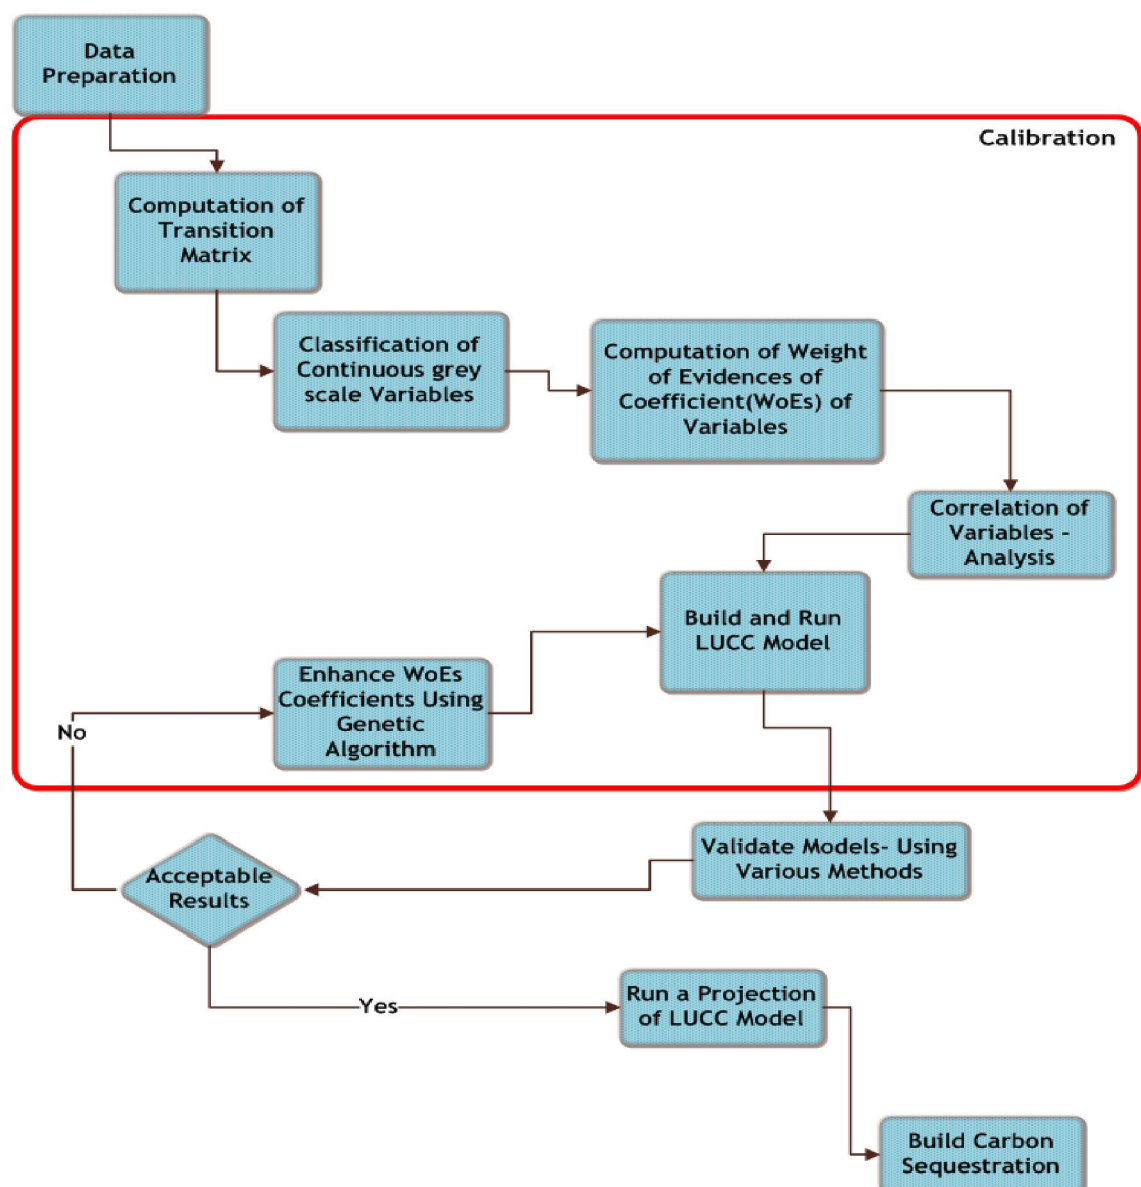 Data
Preparation
Calibration
Computation of
Transition
Matrix
Classification of
Continuous grey
scale Variables
Computation of Weight
of Evidences of
Coefficient(WoEs) of
Variables
Correlation of
Variables -
Analysis
Build and Run
LUCC Model
Enhance WoEs
Coefficients Using
Genetic
Algorithm
No
Validate Models- Using
Various Methods
Acceptable
Results
Yes
Run a Projection
of LUCC Model
Build Carbon
Sequestration